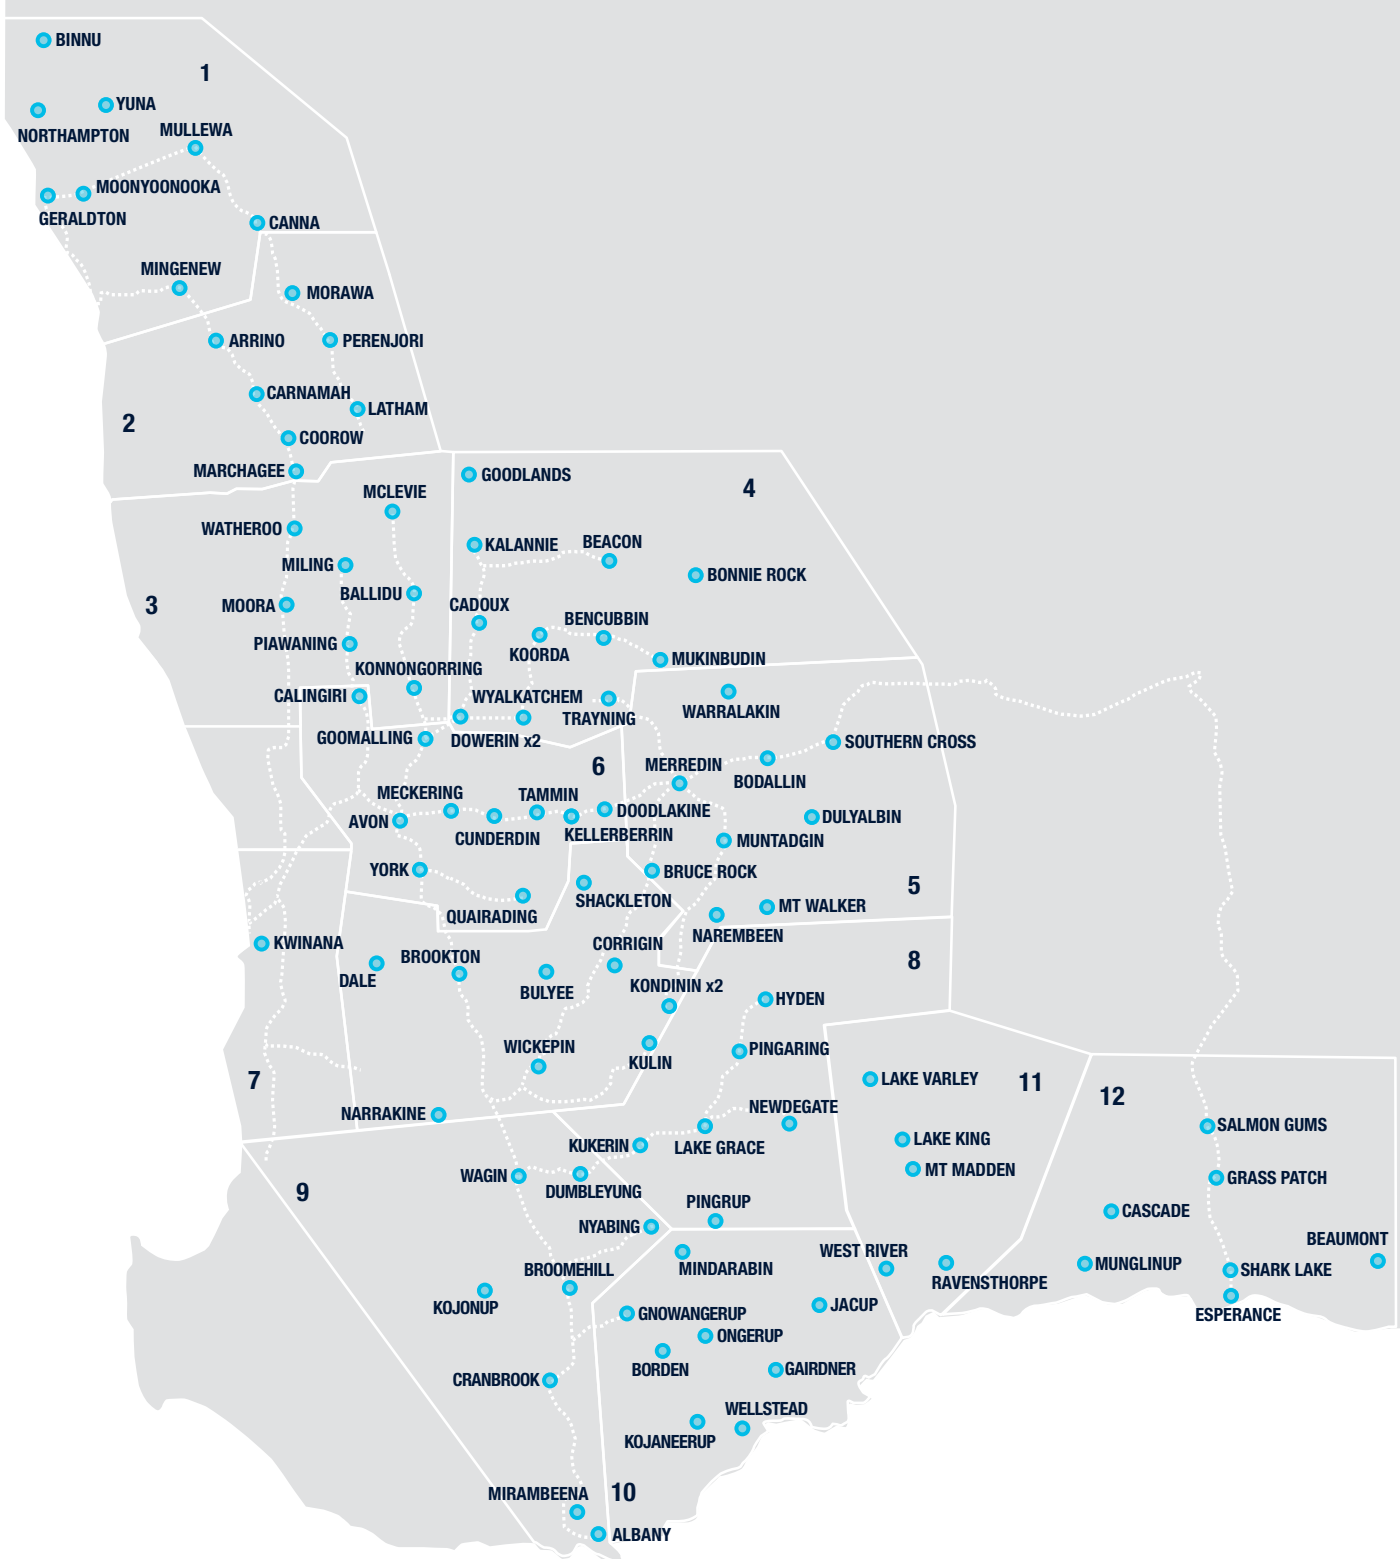 BINNU
1
YUNA
NORTHAMPTON
MULLEWA
MOONYOONOOKA
GERALDTON
CANNA
MINGENEW
MORAWA
ARRINO
PERENJORI
CARNAMAH
LATHAM
2
COOROW
MARCHAGEE
GOODLANDS
4
MCLEVIE
WATHEROO
KALANNIE
BEACON
MILING
BONNIE ROCK
BALLIDU
3
MOORA
CADOUX
BENCUBBIN
PIAWANING
KOORDA
MUKINBUDIN
KONNONGORRING
CALINGIRI
WYALKATCHEM
TRAYNING
WARRALAKIN
GOOMALLING
DOWERIN x2
SOUTHERN CROSS
6
MERREDIN
BODALLIN
MECKERING
TAMMIN
DOODLAKINE
DULYALBIN
AVON
CUNDERDIN
KELLERBERRIN
MUNTADGIN
YORK
BRUCE ROCK
5
SHACKLETON
MT WALKER
QUAIRADING
NAREMBEEN
KWINANA
CORRIGIN
BROOKTON
8
DALE
BULYEE
KONDININ x2
HYDEN
WICKEPIN
PINGARING
KULIN
7
LAKE VARLEY
11
12
NARRAKINE
NEWDEGATE
SALMON GUMS
KUKERIN
LAKE GRACE
LAKE KING
WAGIN
MT MADDEN
GRASS PATCH
9
DUMBLEYUNG
PINGRUP
CASCADE
NYABING
BEAUMONT
WEST RIVER
BROOMEHILL
MINDARABIN
MUNGLINUP
SHARK LAKE
RAVENSTHORPE
KOJONUP
JACUP
GNOWANGERUP
ESPERANCE
ONGERUP
BORDEN
GAIRDNER
CRANBROOK
WELLSTEAD
KOJANEERUP
MIRAMBEENA
10
ALBANY